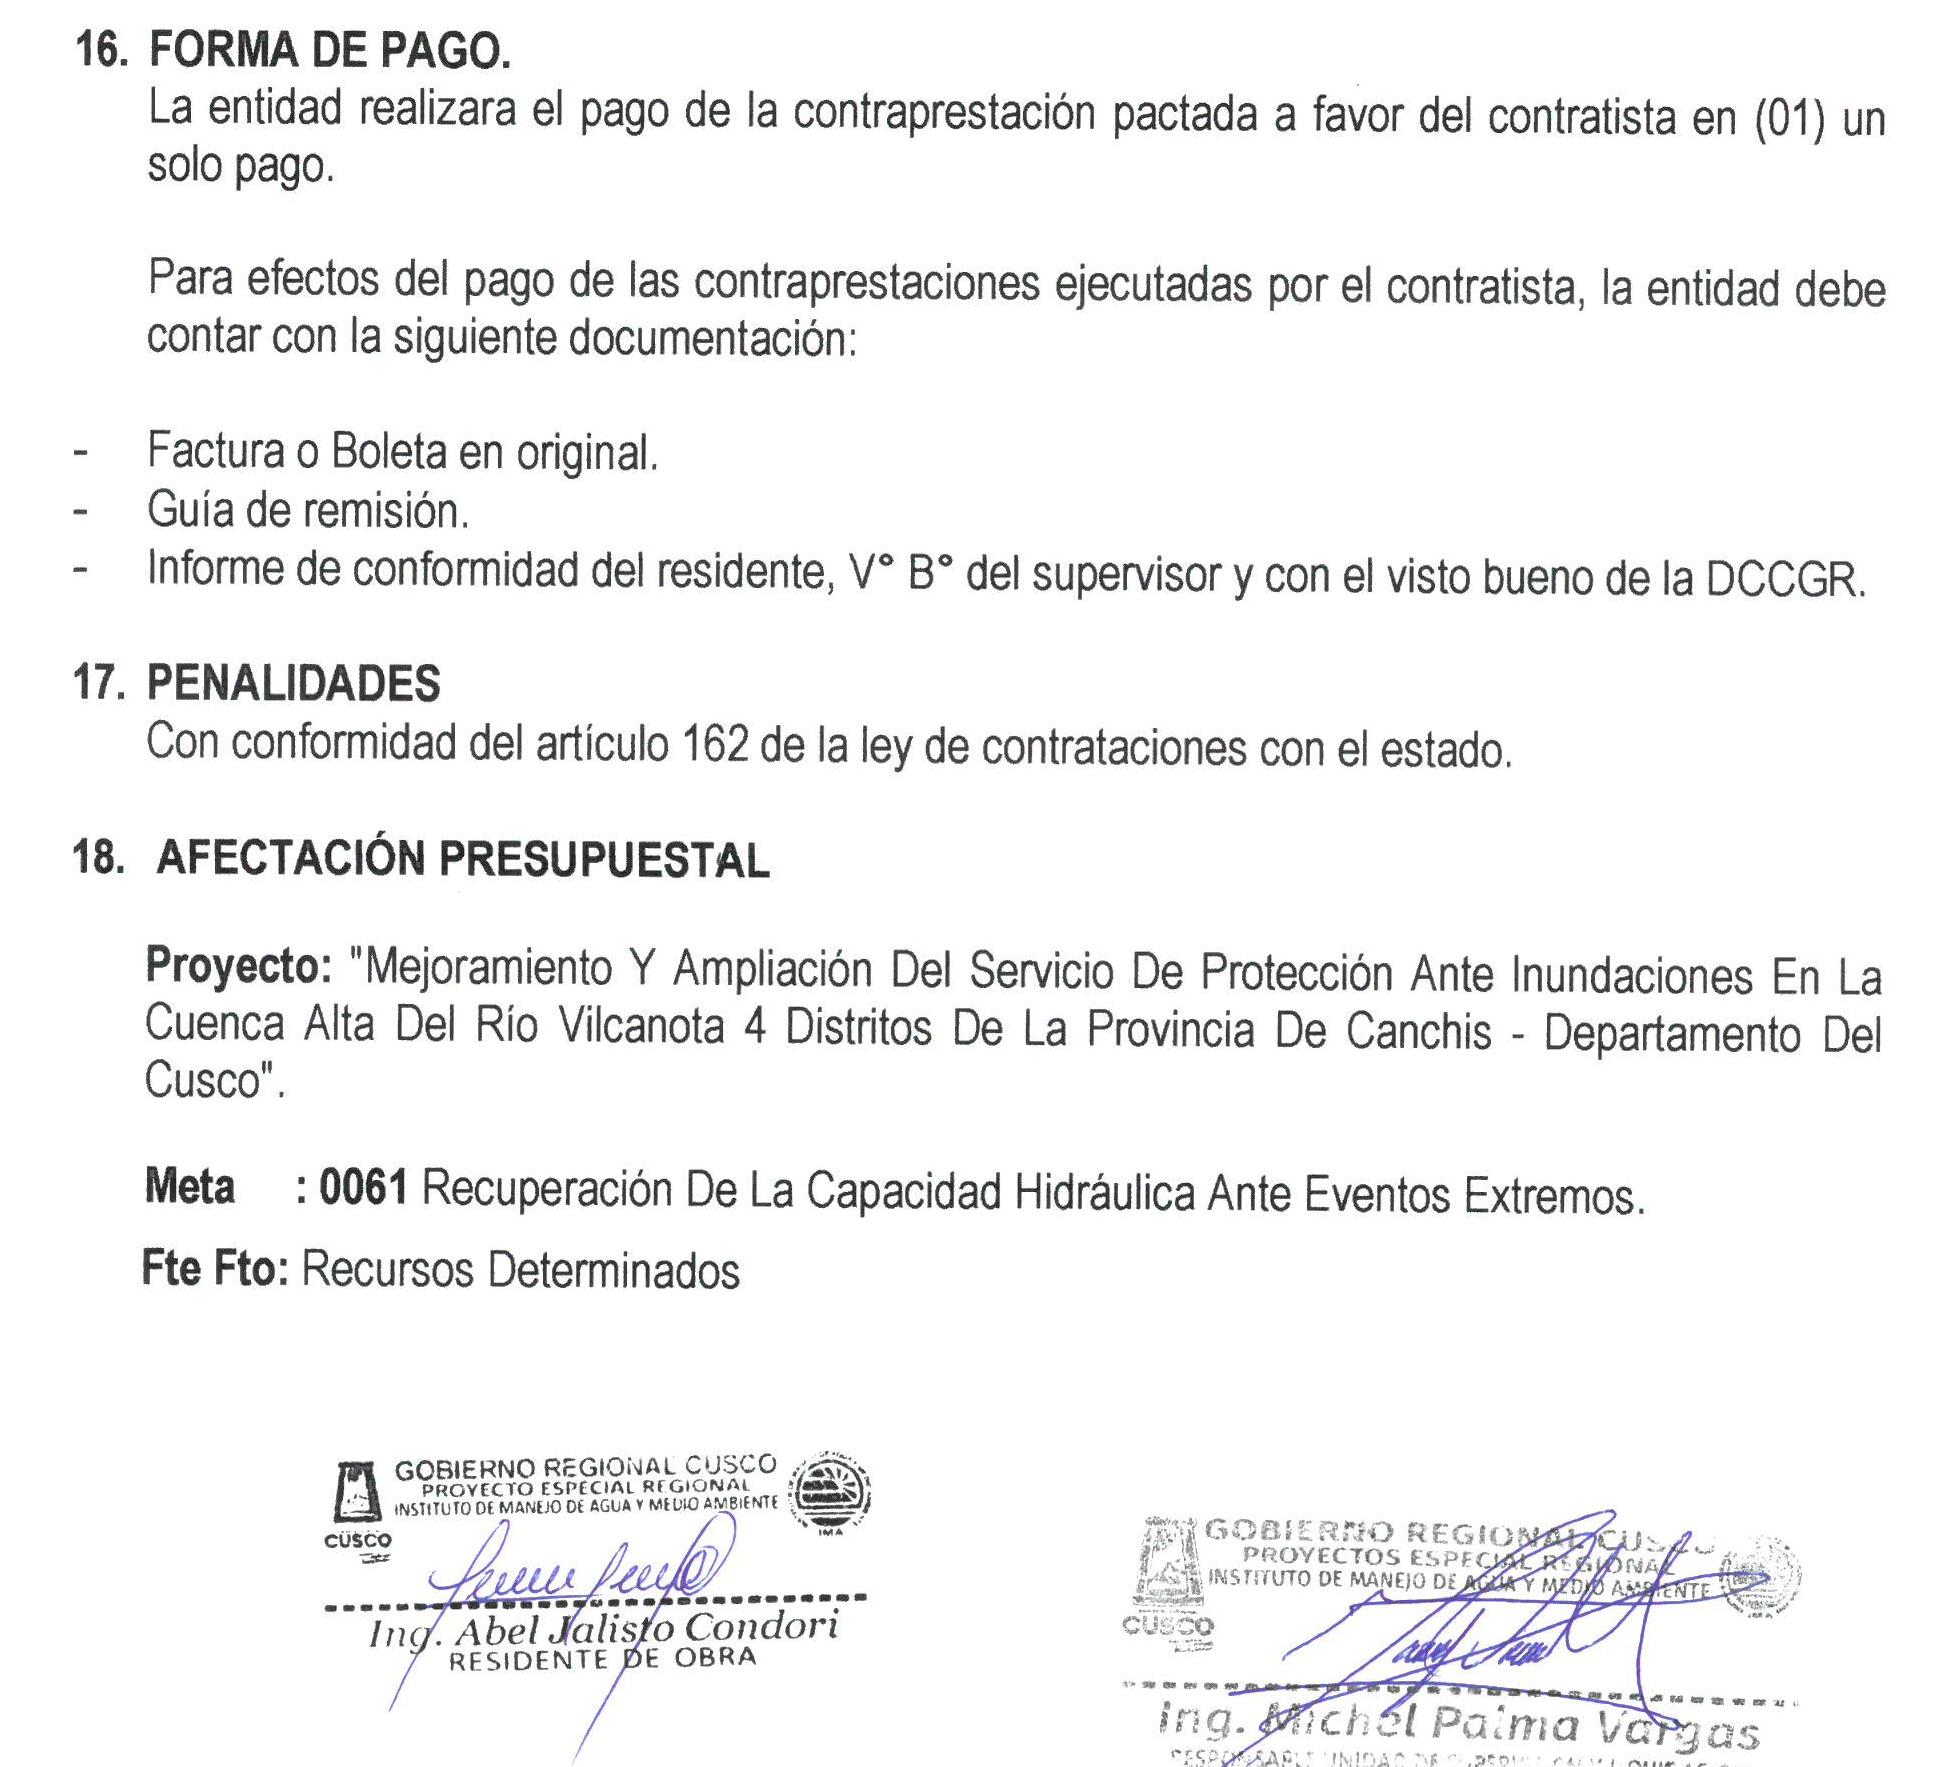 16. FORMA DE PAGO.
La entidad realizara el pago de la contraprestación pactada a favor del contratista en (01) un
solo pago.
Para efectos del pago de las contraprestaciones ejecutadas por el contratista, la entidad debe
contar con la siguiente documentación:
- Factura o Boleta en original.
- Guía de remisión.
- Informe de conformidad del residente, V° B° del supervisor y con el visto bueno de la DCCGR.
17. PENALIDADES
Con conformidad del artículo 162 de la ley de contrataciones con el estado.
18. AFECTACIÓN PRESUPUESTAL
Proyecto: "Mejoramiento Y Ampliación Del Servicio De Protección Ante Inundaciones En La
Cuenca Alta Del Río Vilcanota 4 Distritos De La Provincia De Canchis - Departamento Del
Cusco".
Meta : 0061 Recuperación De La Capacidad Hidráulica Ante Eventos Extremos.
Fte Fto: Recursos Determinados
GOBIERNO REGIONAL CUSCO
PROYECTO ESPECIAL REGIONAL
INSTITUTO DE MANEJO DE AGUA Y MEDIO AMBIENTE
CUSCO
IMA
Ing. Abel Jalisto Condori
RESIDENTE DE OBRA
GOBIERNO REGIONAL CUSCO
PROYECTOS ESPECIAL REGIONAL
INSTITUTO DE MANEJO DE AGUA Y MEDIO AMBIENTE
CUSCO
Ing. Michel Palma Vargas
RESPONSABLE UNIDAD DE